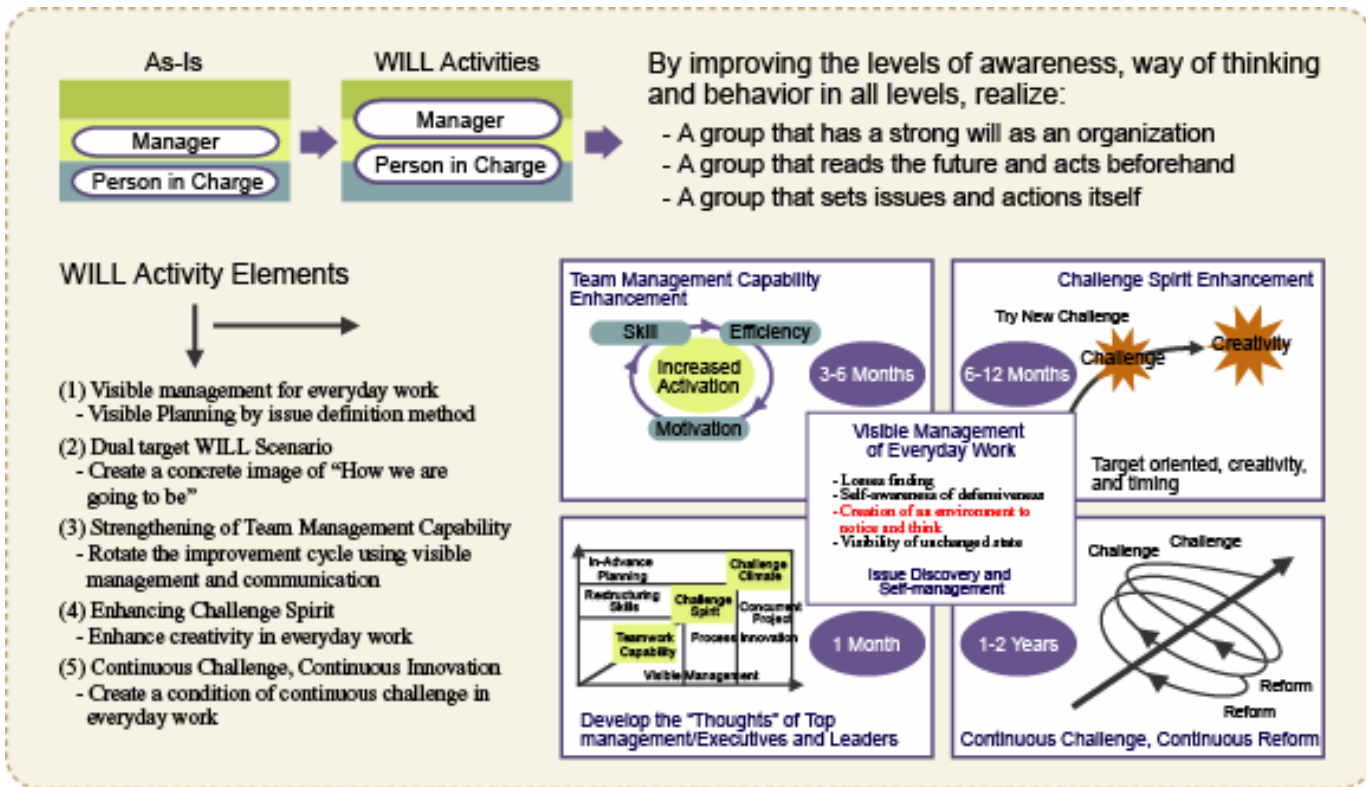 As-Is
WILL Activities
Manager
Person in Charge
Manager
Person in Charge
By improving the levels of awareness, way of thinking
and behavior in all levels, realize:
- A group that has a strong will as an organization
- A group that reads the future and acts beforehand
- A group that sets issues and actions itself
WILL Activity Elements
(1) Visible management for everyday work
- Visible Planning by issue definition method
(2) Dual target WILL Scenario
- Create a concrete image of “How we are
going to be”
(3) Strengthening of Team Management Capability
- Rotate the improvement cycle using visible
management and communication
(4) Enhancing Challenge Spirit
- Enhance creativity in everyday work
(5) Continuous Challenge, Continuous Innovation
- Create a condition of continuous challenge in
everyday work
Team Management Capability
Enhancement
Skill
Efficiency
Increased
Activation
Motivation
3-6 Months
Challenge Spirit Enhancement
Try New Challenge
Challenge
Creativity
6-12 Months
Target oriented, creativity,
and timing
Visible Management
of Everyday Work
- Losses finding
- Self-awareness of defensiveness
- Creation of an environment to
notice and think
- Visibility of unchanged state
Issue Discovery and
Self-management
In-Advance
Planning
Challenge
Climate
Restructuring
Skills
Challenge
Spirit
Concurrent
Project
Teamwork
Capability
Process Innovation
Visible Management
1 Month
Develop the "Thoughts" of Top
management/Executives and Leaders
1-2 Years
Challenge
Challenge
Reform
Reform
Continuous Challenge, Continuous Reform